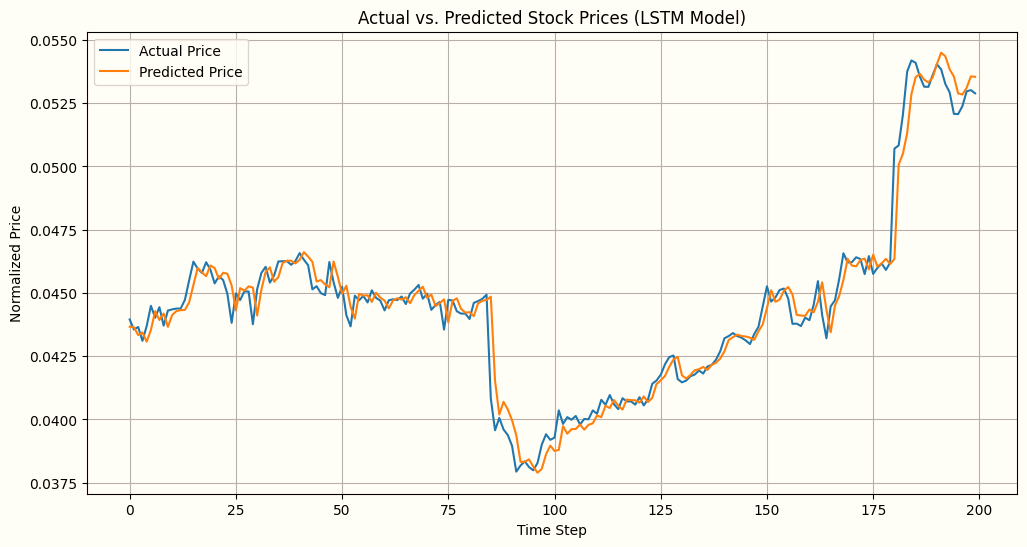 Actual vs. Predicted Stock Prices (LSTM Model)
Actual Price
Predicted Price
Normalized Price
0.0550
0.0525
0.0500
0.0475
0.0450
0.0425
0.0400
0.0375
0 25 50 75 100 125 150 175 200
Time Step